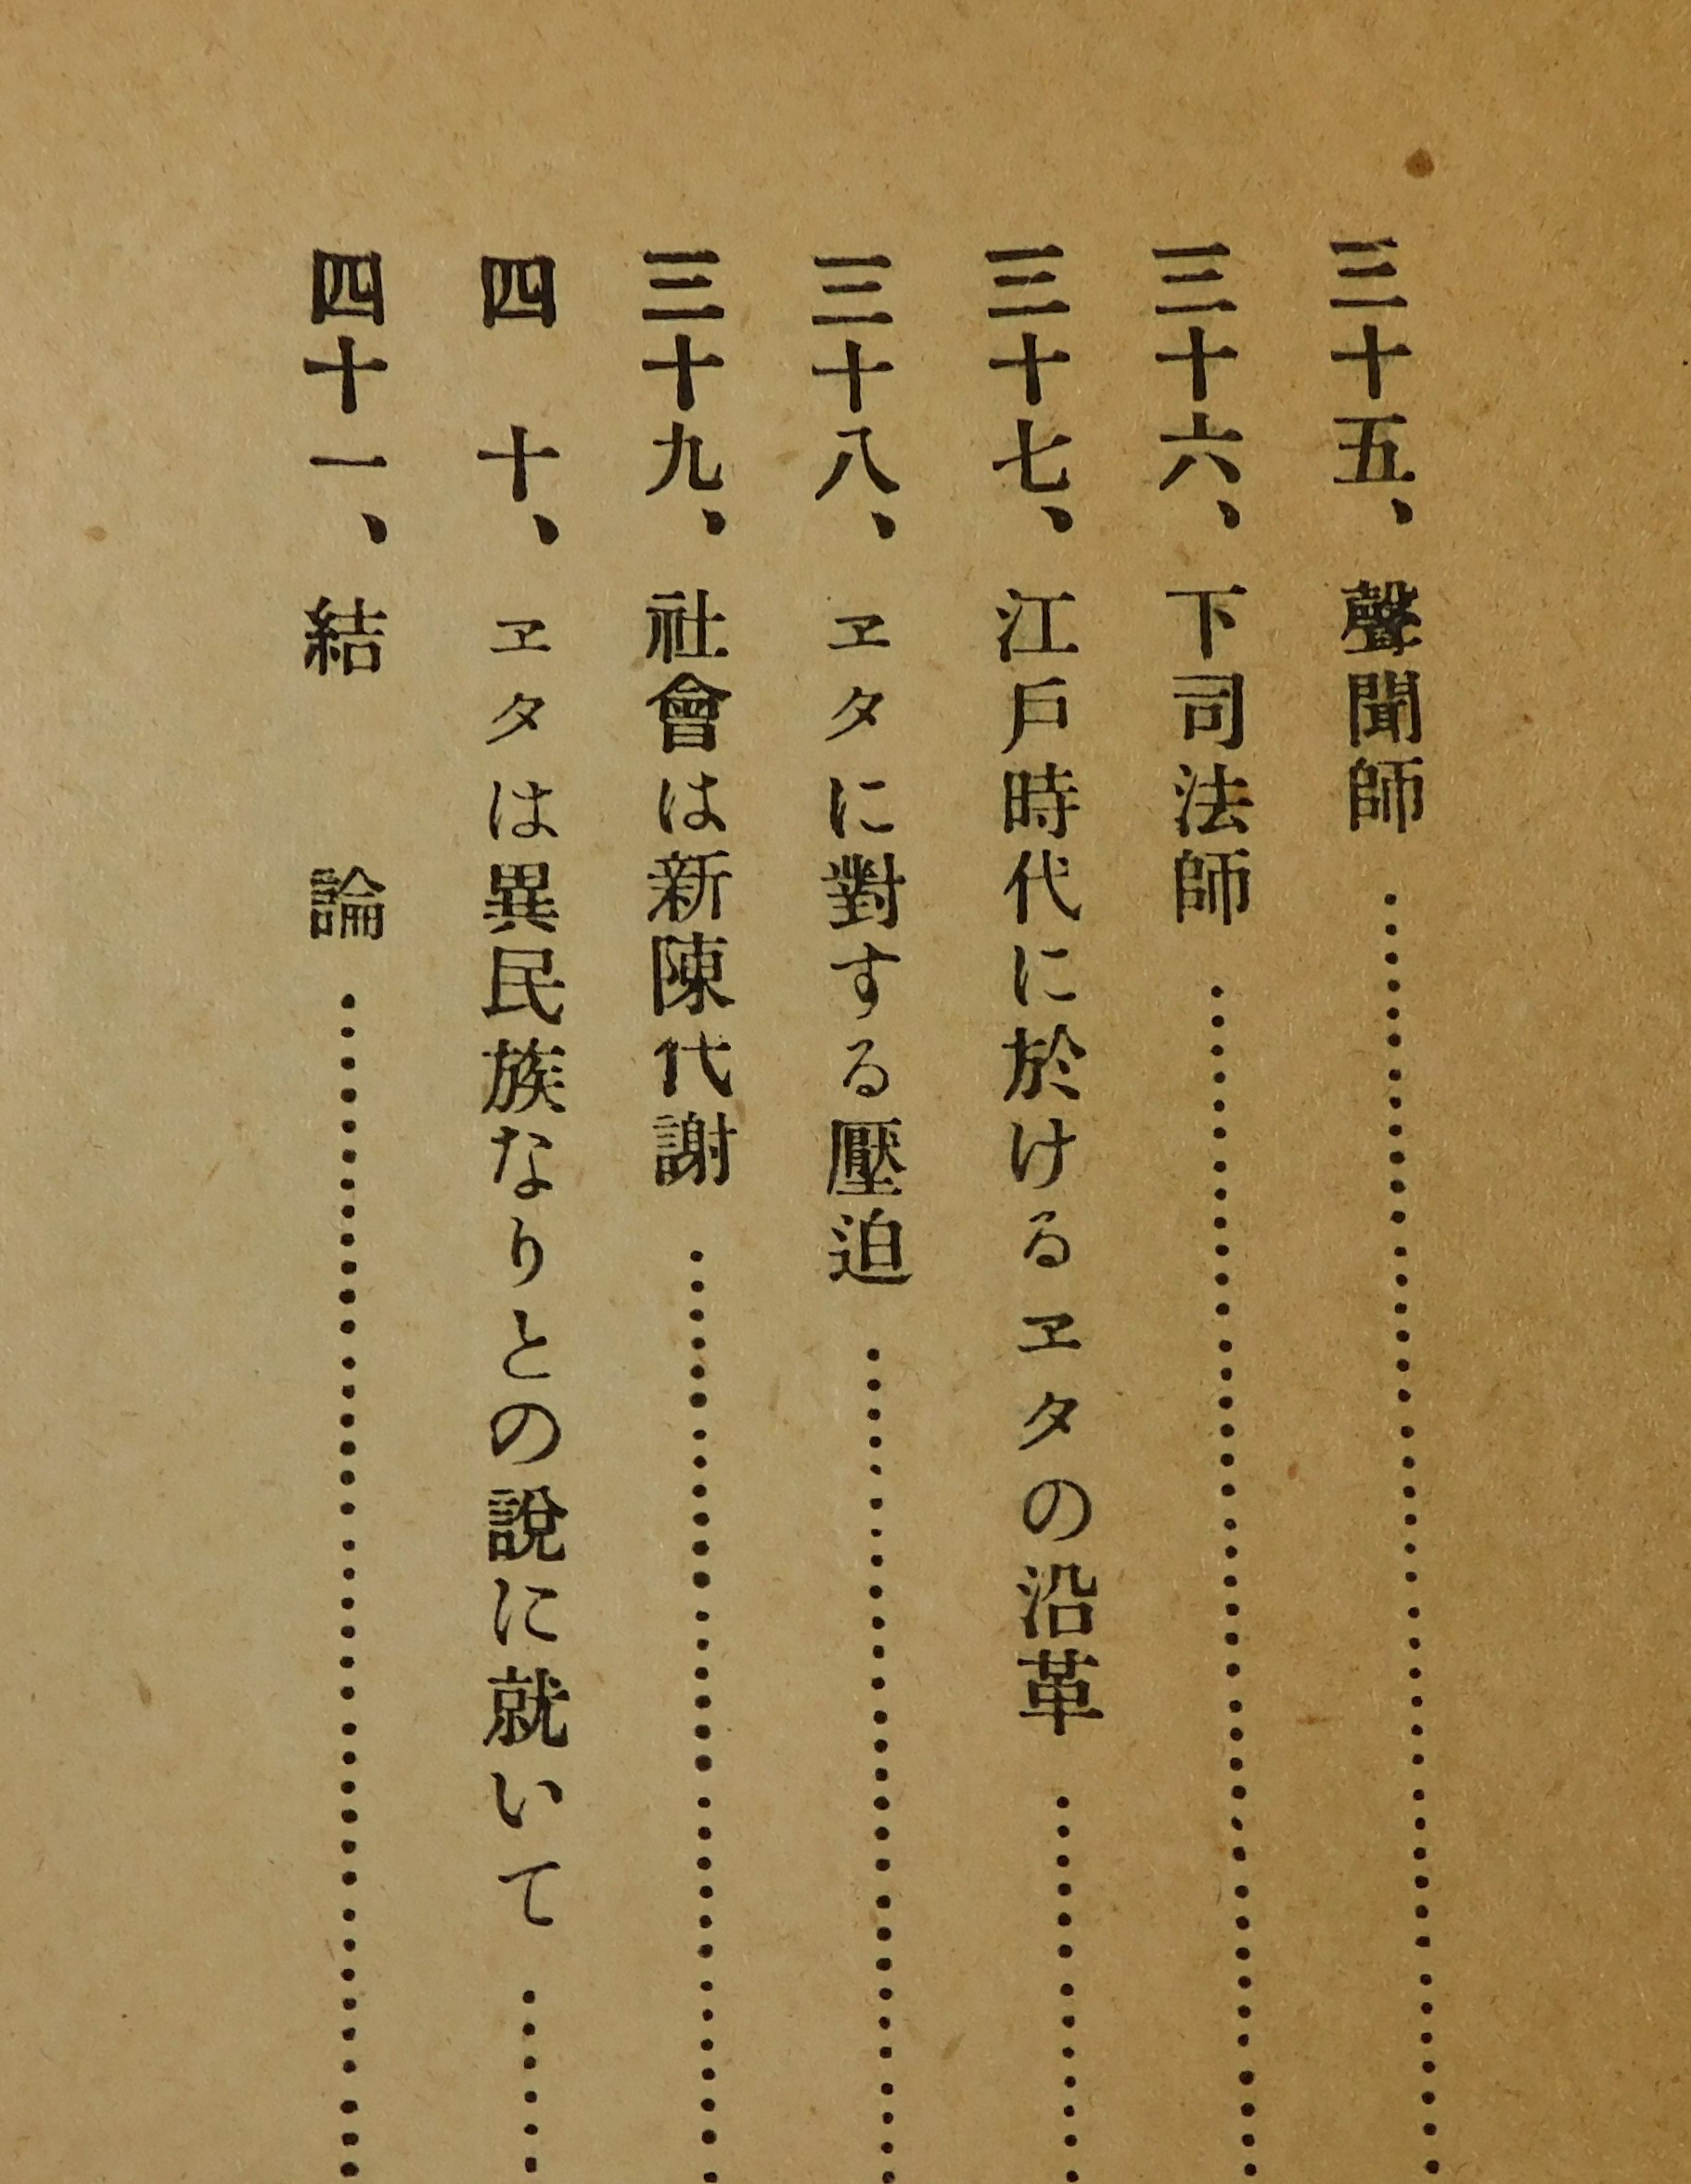 三十五、聲聞師……………………………………
三十六、下司法師……………………………………
三十七、江戶時代に於けるヱタの沿革……………
三十八、ヱタに對する壓迫…………………………
三十九、社會は新陳代謝……………………………
四十、ヱタは異民族なりとの說に就いて……
四十一、結論……………………………………